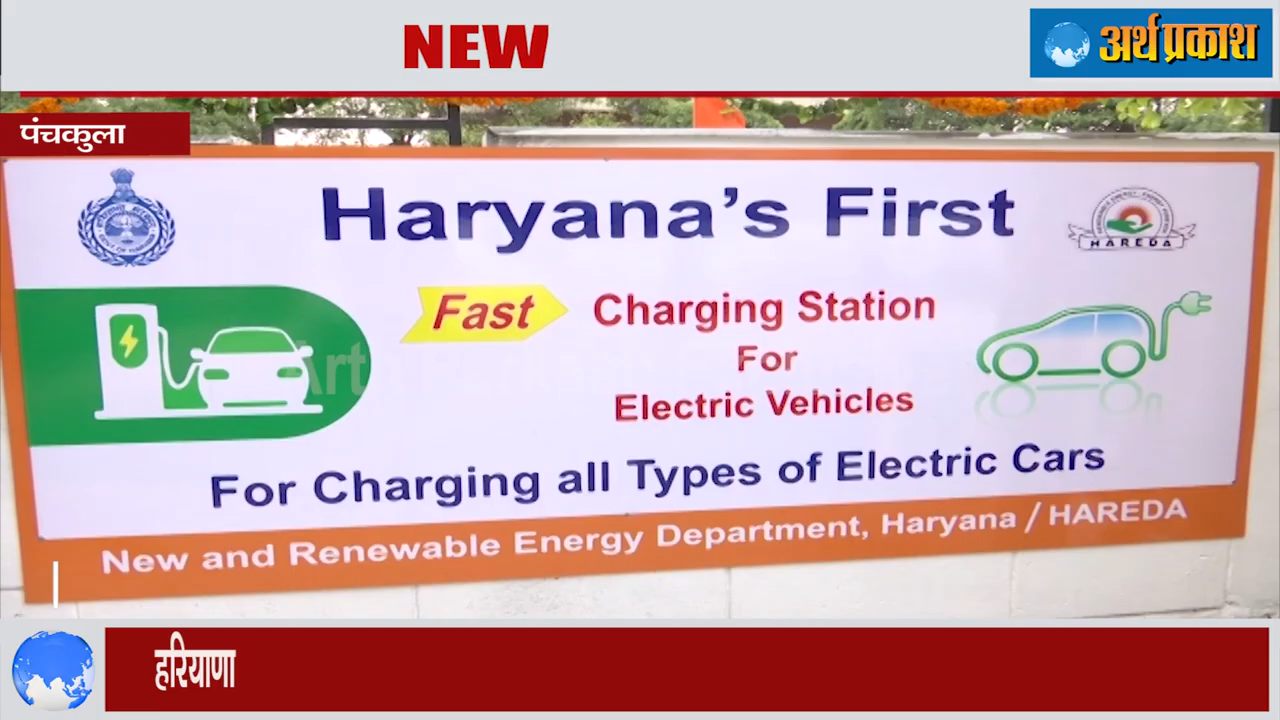 NEW
अर्थ प्रकाश
पंचकुला
Haryana's First
HAREDA
Fast Charging Station
For
Electric Vehicles
For Charging all Types of Electric Cars
New and Renewable Energy Department, Haryana / HAREDA
हरियाणा